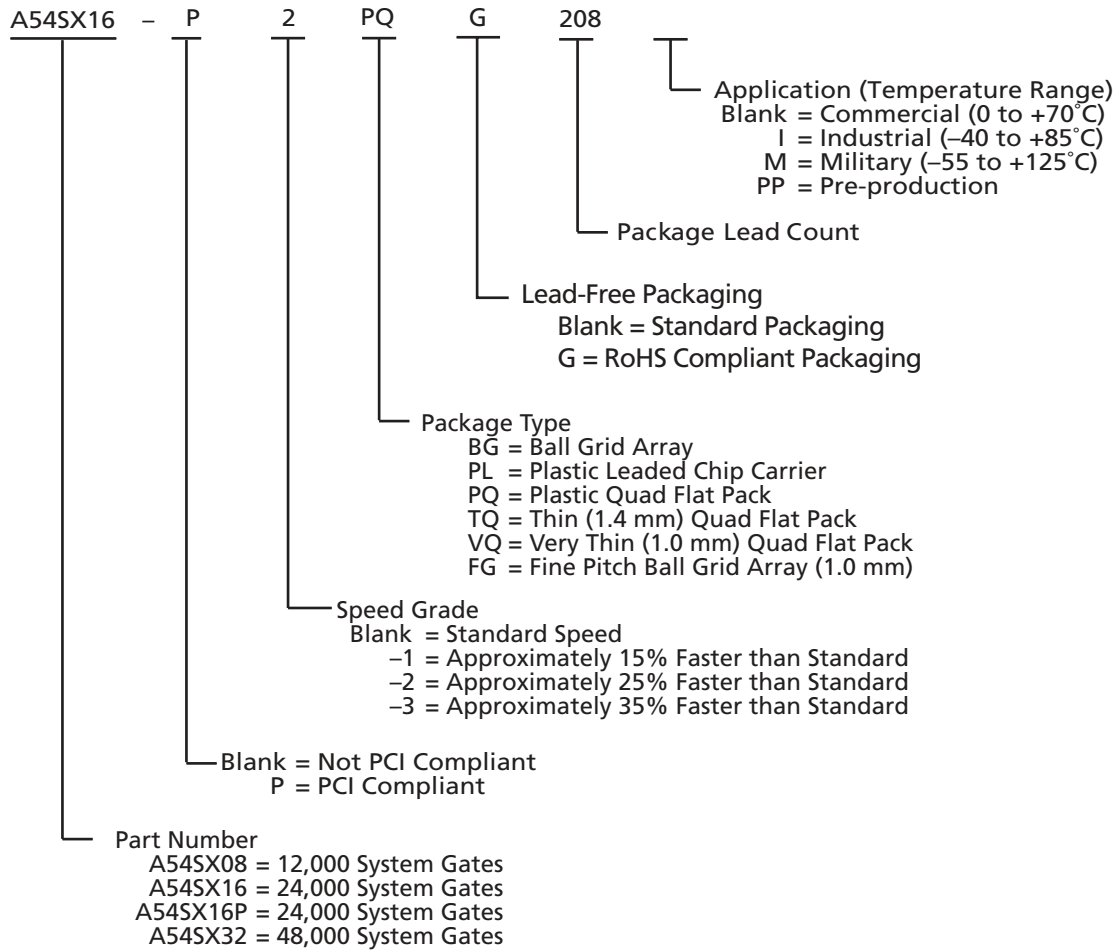 A54SX16 – P 2 PQ G 208
Application (Temperature Range)
Blank = Commercial (0 to +70˚C)
I = Industrial (–40 to +85˚C)
M = Military (–55 to +125˚C)
PP = Pre-production
Package Lead Count
Lead-Free Packaging
Blank = Standard Packaging
G = RoHS Compliant Packaging
Package Type
BG = Ball Grid Array
PL = Plastic Leaded Chip Carrier
PQ = Plastic Quad Flat Pack
TQ = Thin (1.4 mm) Quad Flat Pack
VQ = Very Thin (1.0 mm) Quad Flat Pack
FG = Fine Pitch Ball Grid Array (1.0 mm)
Speed Grade
Blank = Standard Speed
–1 = Approximately 15% Faster than Standard
–2 = Approximately 25% Faster than Standard
–3 = Approximately 35% Faster than Standard
Blank = Not PCI Compliant
P = PCI Compliant
Part Number
A54SX08 = 12,000 System Gates
A54SX16 = 24,000 System Gates
A54SX16P = 24,000 System Gates
A54SX32 = 48,000 System Gates